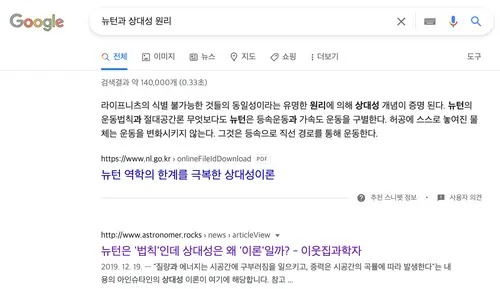 Google
뉴턴과 상대성 원리
전체 이미지 뉴스 지도 쇼핑 더보기 도구
검색결과 약 140,000개 (0.33초)
라이프니츠의 식별 불가능한 것들의 동일성이라는 유명한 원리에 의해 상대성 개념이 증명 된다. 뉴턴의
운동법칙과 절대공간론 무엇보다도 뉴턴은 등속운동과 가속도 운동을 구별한다. 허공에 스스로 놓여진 물
체는 운동을 변화시키지 않는다. 그것은 등속으로 직선 경로를 통해 운동한다.
https://www.nl.go.kr › onlineFileIdDownload PDF
뉴턴 역학의 한계를 극복한 상대성이론
추천 스니펫 정보 • 사용자 의견
http://www.astronomer.rocks › news › articleView
뉴턴은 '법칙'인데 상대성은 왜 '이론'일까? - 이웃집과학자
2019. 12. 19. — "질량과 에너지는 시공간에 구부러짐을 일으키고, 중력은 시공간의 곡률에 따라 발생한다"는 내
용의 아인슈타인의 상대성 이론이 여기에 해당합니다. 참고 ...